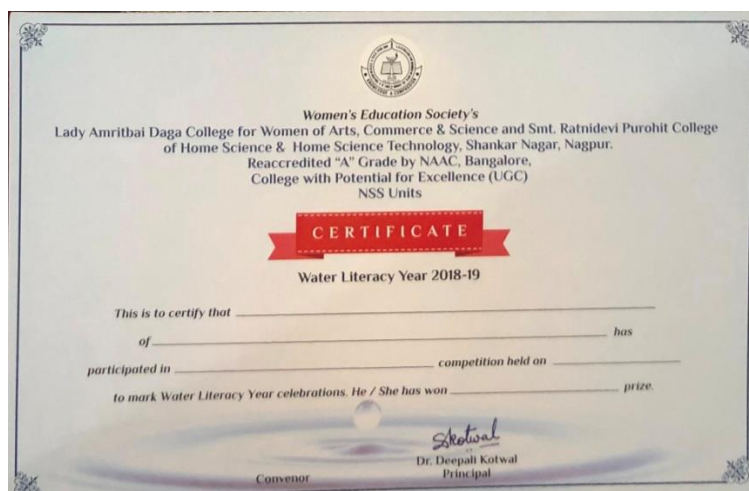 Women's Education Society's
Lady Amritbai Daga College for Women of Arts, Commerce & Science and Smt. Ratnidevi Purohit College
of Home Science & Home Science Technology, Shankar Nagar, Nagpur.
Reaccredited "A" Grade by NAAC, Bangalore,
College with Potential for Excellence (UGC)
NSS Units
CERTIFICATE
Water Literacy Year 2018-19
This is to certify that
of has
participated in competition held on
to mark Water Literacy Year celebrations. He / She has won prize.
Skotwal
Dr. Deepali Kotwal
Convenor Principal